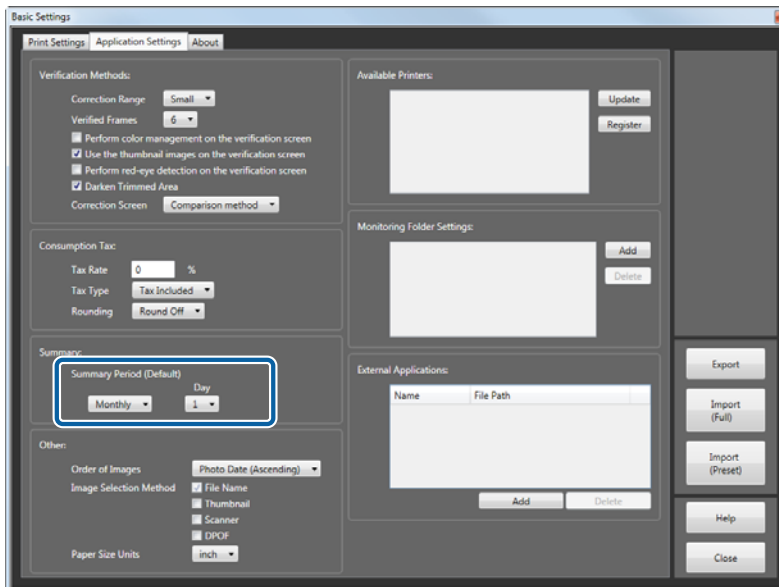 Basic Settings
Print Settings Application Settings About
Verification Methods:
Correction Range Small
Verified Frames 6
Perform color management on the verification screen
Use the thumbnail images on the verification screen
Perform red-eye detection on the verification screen
Darken Trimmed Area
Correction Screen Comparison method
Consumption Tax:
Tax Rate 0 %
Tax Type Tax Included
Rounding Round Off
Summary:
Summary Period (Default)
Day
Monthly 1
Other:
Order of Images Photo Date (Ascending)
Image Selection Method File Name
Thumbnail
Scanner
DPOF
Paper Size Units inch
Available Printers:
Update
Register
Monitoring Folder Settings:
Add
Delete
External Applications:
Name File Path
Add Delete
Export
Import
(Full)
Import
(Preset)
Help
Close